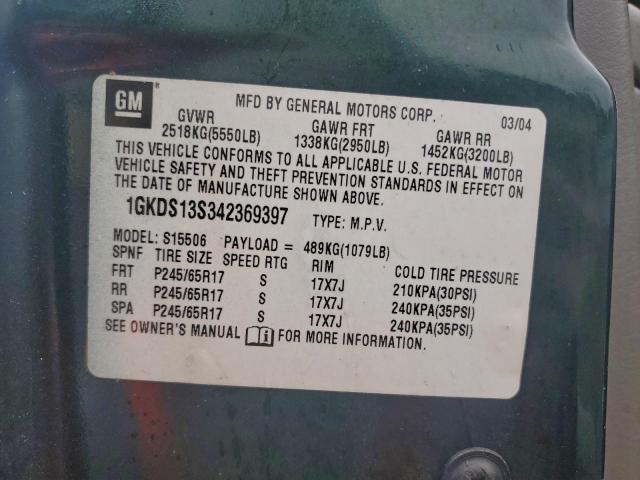 GM
MFD BY GENERAL MOTORS CORP. 03/04
GVWR GAWR FRT GAWR RR
2518KG(5550LB) 1338KG(2950LB) 1452KG(3200LB)
THIS VEHICLE CONFORMS TO ALL APPLICABLE U.S. FEDERAL MOTOR
VEHICLE SAFETY AND THEFT PREVENTION STANDARDS IN EFFECT ON
THE DATE OF MANUFACTURE SHOWN ABOVE.
1GKDS13S342369397 TYPE: M.P.V.
MODEL: S15506 PAYLOAD = 489KG(1079LB)
SPNF TIRE SIZE SPEED RTG RIM COLD TIRE PRESSURE
FRT P245/65R17 S 17X7J 210KPA(30PSI)
RR P245/65R17 S 17X7J 240KPA(35PSI)
SPA P245/65R17 S 17X7J 240KPA(35PSI)
SEE OWNER'S MANUAL FOR MORE INFORMATION.